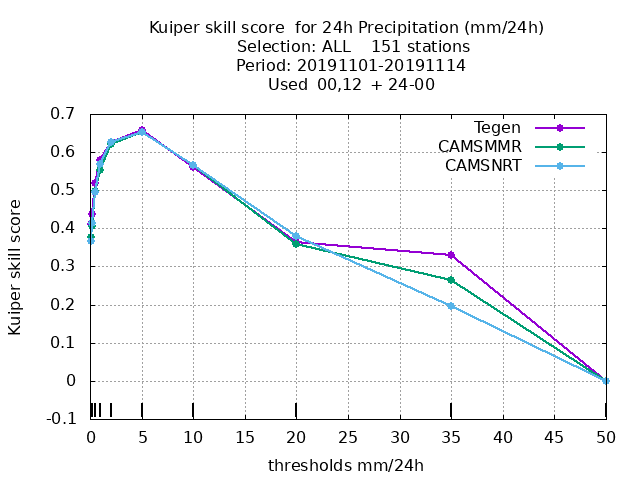 Kuiper skill score  for 24h Precipitation (mm/24h)
Selection: ALL    151 stations
Period: 20191101-20191114
Used  00,12  + 24-00
Tegen
CAMSMMR
CAMSNRT
Kuiper skill score
0.7
0.6
0.5
0.4
0.3
0.2
0.1
0
-0.1
0 5 10 15 20 25 30 35 40 45 50
thresholds mm/24h